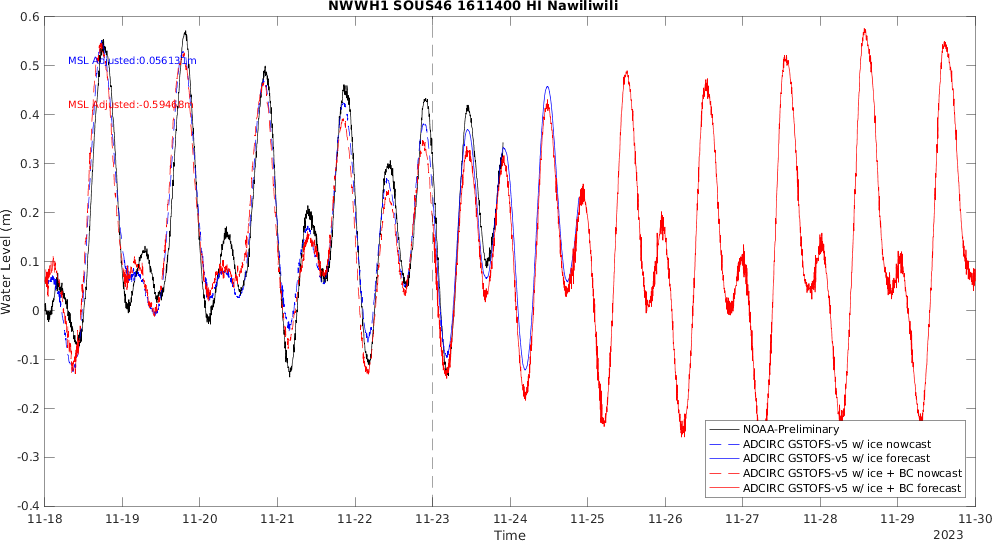 NWWH1 SOUS46 1611400 HI Nawiliwili
0.6
0.5
0.4
0.3
0.2
0.1
0
-0.1
-0.2
-0.3
-0.4
Water Level (m)
MSL Adjusted:0.056131m
MSL Adjusted:-0.59468m
NOAA-Preliminary
ADCIRC GSTOFS-v5 w/ ice nowcast
ADCIRC GSTOFS-v5 w/ ice forecast
ADCIRC GSTOFS-v5 w/ ice + BC nowcast
ADCIRC GSTOFS-v5 w/ ice + BC forecast
11-18 11-19 11-20 11-21 11-22 11-23 11-24 11-25 11-26 11-27 11-28 11-29 11-30
Time
2023